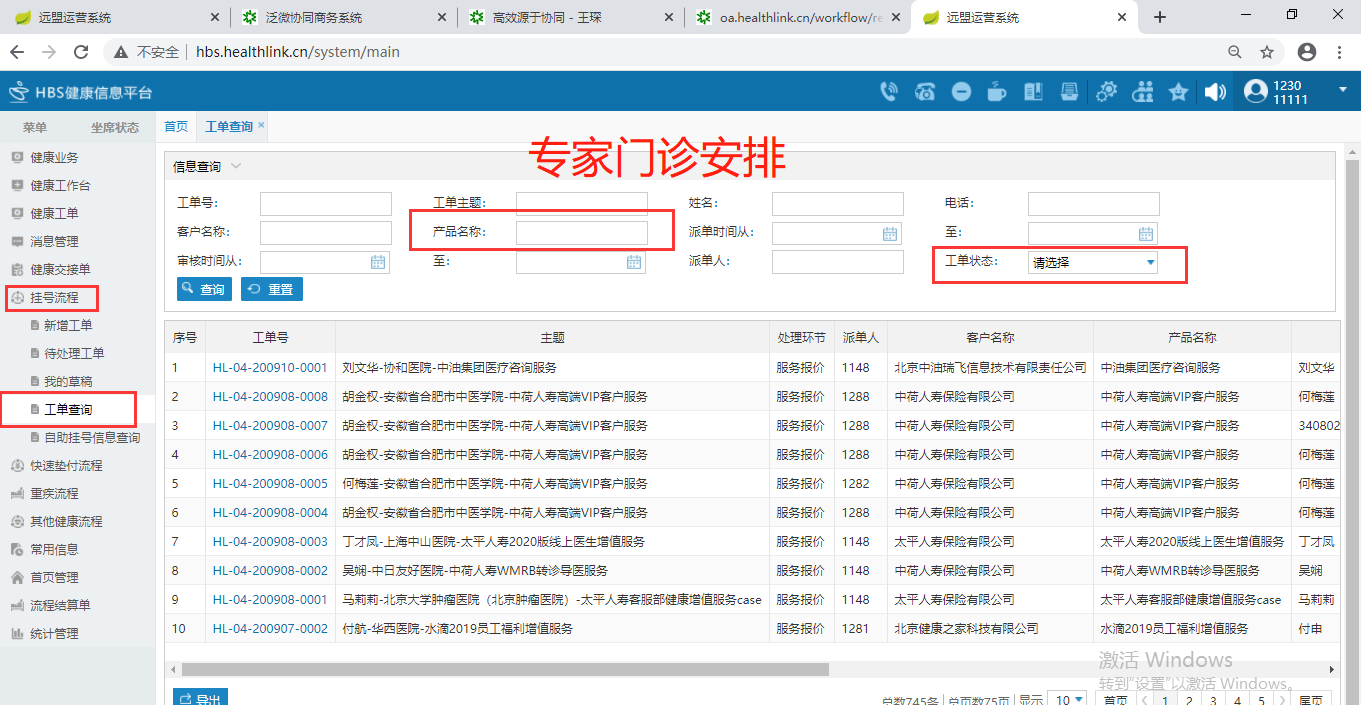 远盟运营系统
泛微协同商务系统
高效源于协同 - 王琛
oa.healthlink.cn/workflow/re
远盟运营系统
不安全
hbs.healthlink.cn/system/main
HBS健康信息平台
1230
11111
菜单 坐席状态 首页 工单查询
专家门诊安排
健康业务
健康工作台
健康工单
消息管理
健康交接单
挂号流程
新增工单
待处理工单
我的草稿
工单查询
自助挂号信息查询
快速垫付流程
重疾流程
其他健康流程
常用信息
首页管理
流程结算单
统计管理
信息查询
工单号: 工单主题: 姓名: 电话:
客户名称: 产品名称: 派单时间从: 至:
审核时间从: 至: 派单人: 工单状态: 请选择
查询 重置
序号 工单号 主题 处理环节 派单人 客户名称 产品名称
1 HL-04-200910-0001 刘文华-协和医院-中油集团医疗咨询服务 服务报价 1148 北京中油瑞飞信息技术有限责任公司 中油集团医疗咨询服务 刘文华
2 HL-04-200908-0008 胡金权-安徽省合肥市中医学院-中荷人寿高端VIP客户服务 服务报价 1288 中荷人寿保险有限公司 中荷人寿高端VIP客户服务 何梅莲
3 HL-04-200908-0007 胡金权-安徽省合肥市中医学院-中荷人寿高端VIP客户服务 服务报价 1288 中荷人寿保险有限公司 中荷人寿高端VIP客户服务 340802
4 HL-04-200908-0006 胡金权-安徽省合肥市中医学院-中荷人寿高端VIP客户服务 服务报价 1288 中荷人寿保险有限公司 中荷人寿高端VIP客户服务 何梅莲
5 HL-04-200908-0005 何梅莲-安徽省合肥市中医学院-中荷人寿高端VIP客户服务 服务报价 1282 中荷人寿保险有限公司 中荷人寿高端VIP客户服务 何梅莲
6 HL-04-200908-0004 胡金权-安徽省合肥市中医学院-中荷人寿高端VIP客户服务 服务报价 1288 中荷人寿保险有限公司 中荷人寿高端VIP客户服务 何梅莲
7 HL-04-200908-0003 丁才凤-上海中山医院-太平人寿2020版线上医生增值服务 服务报价 1148 太平人寿保险有限公司 太平人寿2020版线上医生增值服务 丁才凤
8 HL-04-200908-0002 吴娴-中日友好医院-中荷人寿WMRB转诊导医服务 服务报价 1148 中荷人寿保险有限公司 中荷人寿WMRB转诊导医服务 吴娴
9 HL-04-200908-0001 马莉莉-北京大学肿瘤医院（北京肿瘤医院）-太平人寿客服部健康增值服务case 服务报价 1148 太平人寿保险有限公司 太平人寿客服部健康增值服务case 马莉莉
10 HL-04-200907-0002 付航-华西医院-水滴2019员工福利增值服务 服务报价 1281 北京健康之家科技有限公司 水滴2019员工福利增值服务 付申
激活 Windows
转到"设置"以激活 Windows。
导出 总数745条 总页数75页 显示 10 首页 1 2 3 4 5 尾页